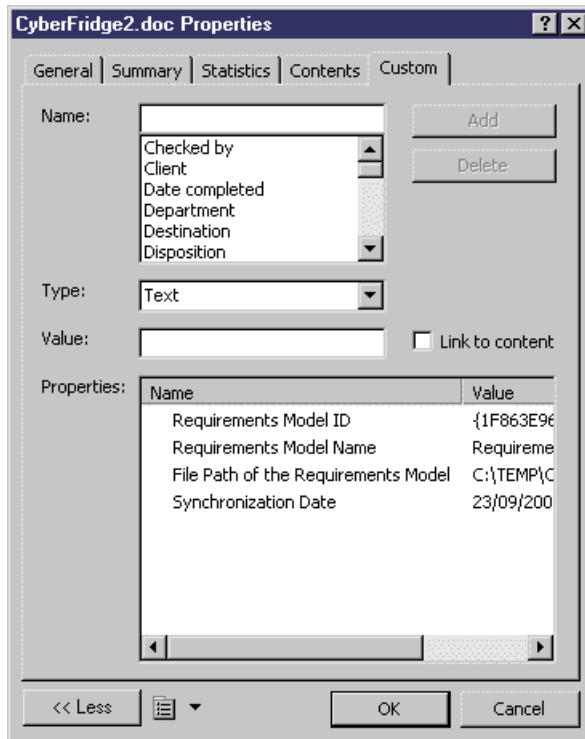 CyberFridge2.doc Properties
General Summary Statistics Contents Custom
Name:
Add
Checked by
Client
Date completed
Department
Destination
Disposition
Delete
Type:
Text
Value:
Link to content
Properties:
Name Value
Requirements Model ID {1F863E96
Requirements Model Name Requireme
File Path of the Requirements Model C:\TEMP\C
Synchronization Date 23/09/200
<< Less OK Cancel